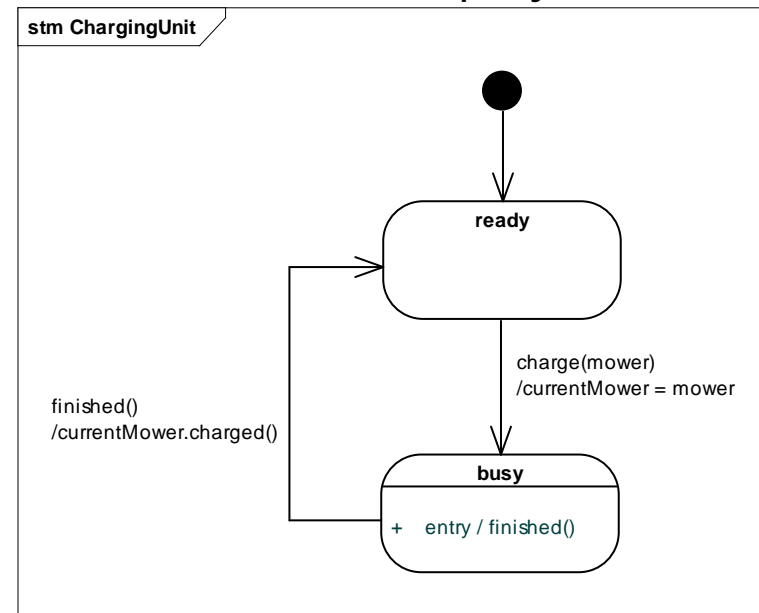 stm ChargingUnit
ready
charge(mower)
/currentMower = mower
finished()
/currentMower.charged()
busy
+ entry / finished()